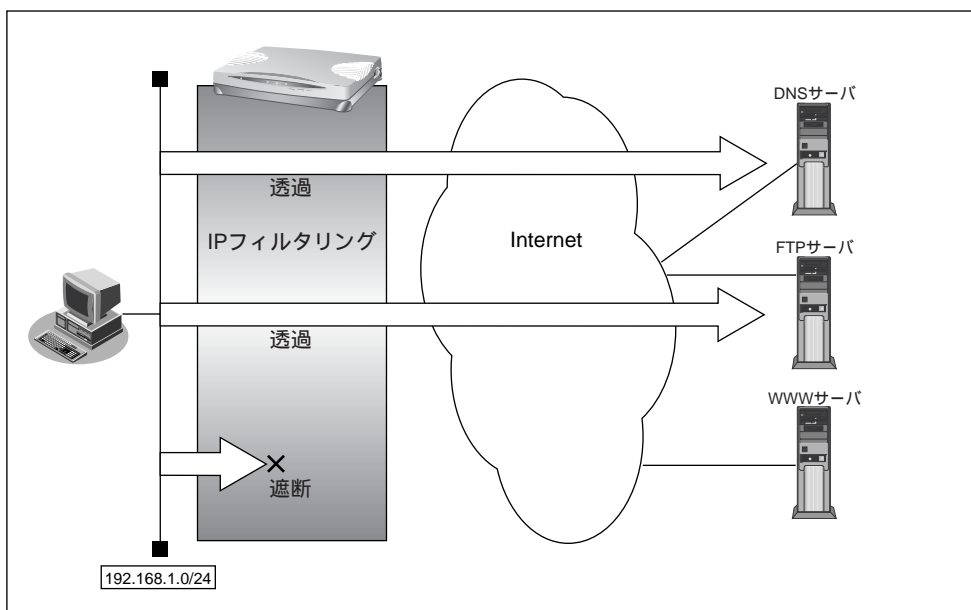 DNSサーバ
透過
IPフィルタリング
Internet
FTPサーバ
透過
WWWサーバ
遮断
192.168.1.0/24